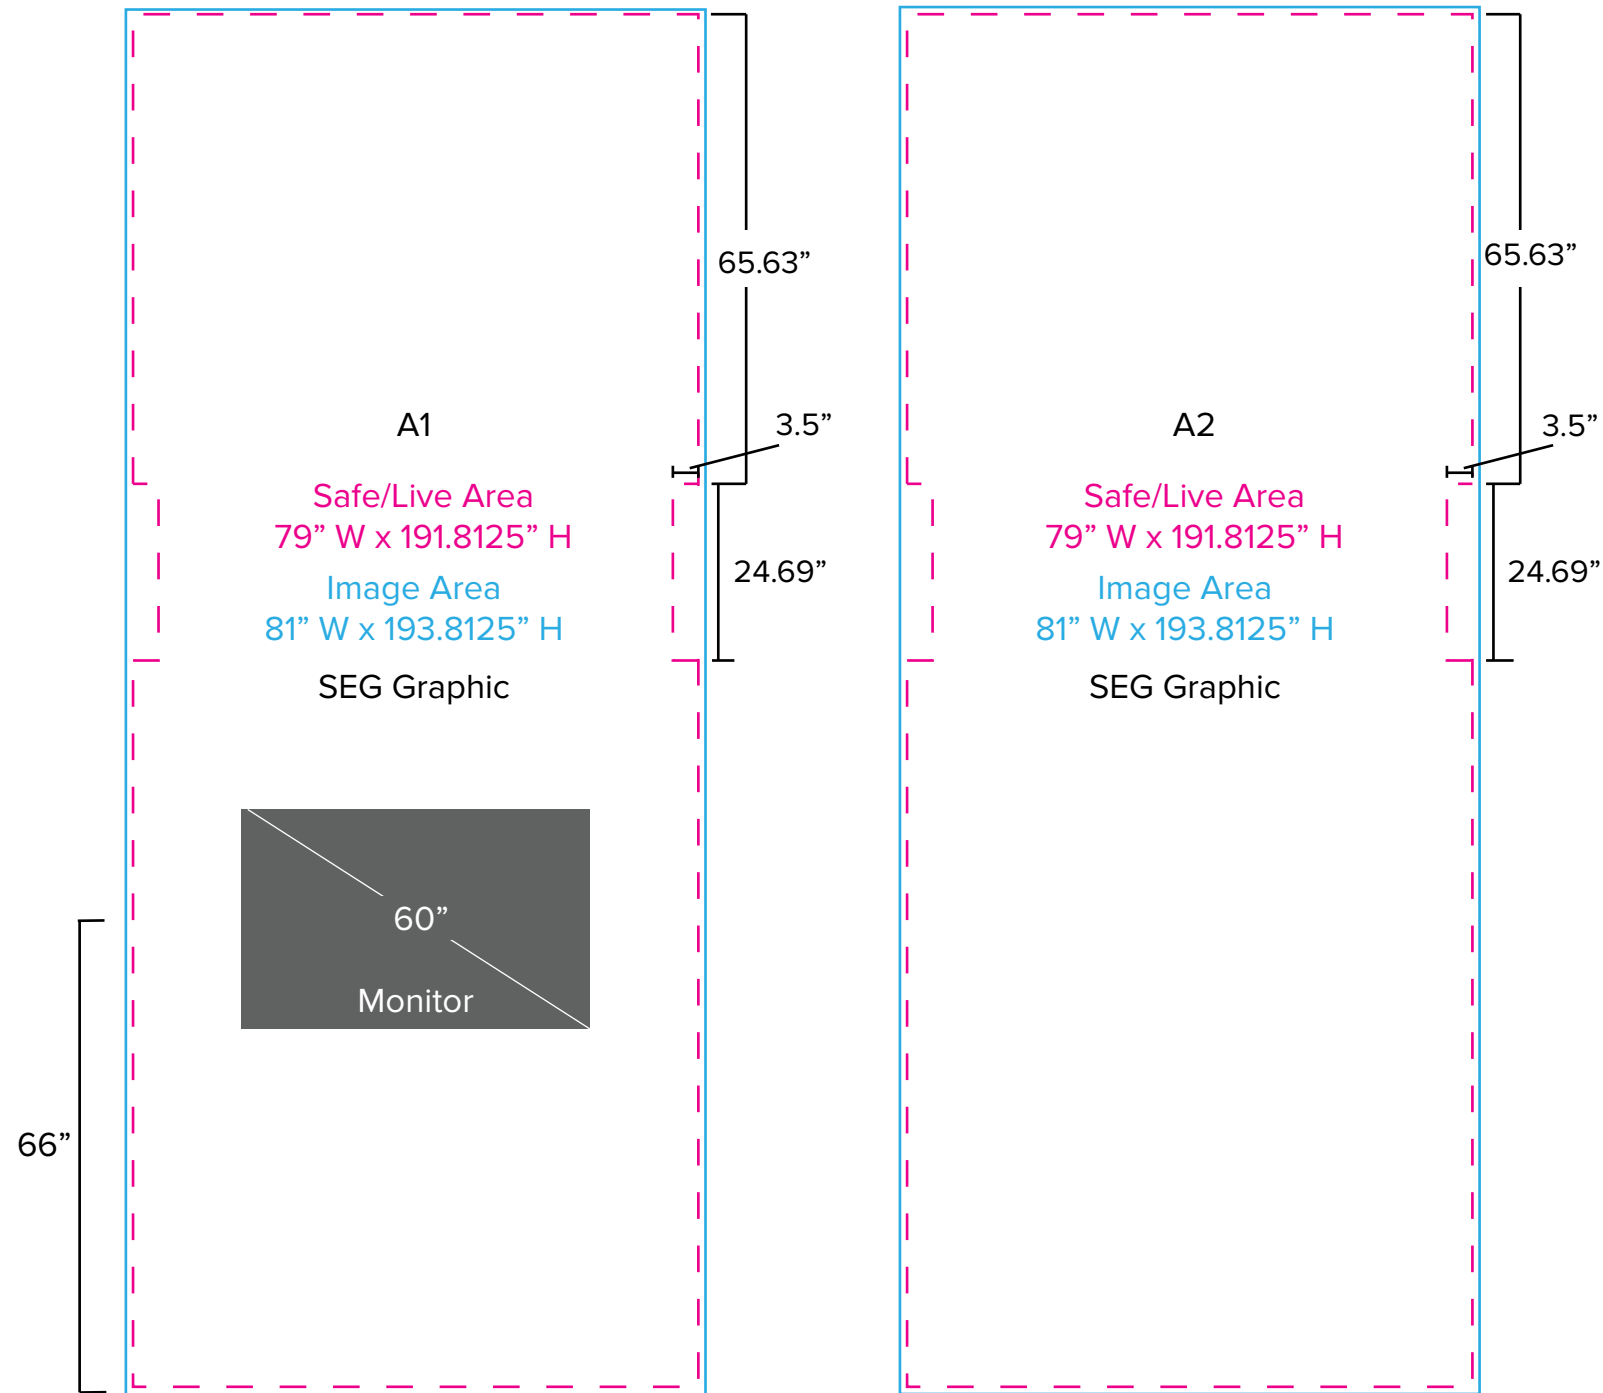 65.63”
65.63”
A1
3.5”
A2
3.5”
Safe/Live Area
79” W x 191.8125” H
Image Area
81” W x 193.8125” H
SEG Graphic
24.69”
Safe/Live Area
79” W x 191.8125” H
Image Area
81” W x 193.8125” H
SEG Graphic
24.69”
60”
Monitor
66”